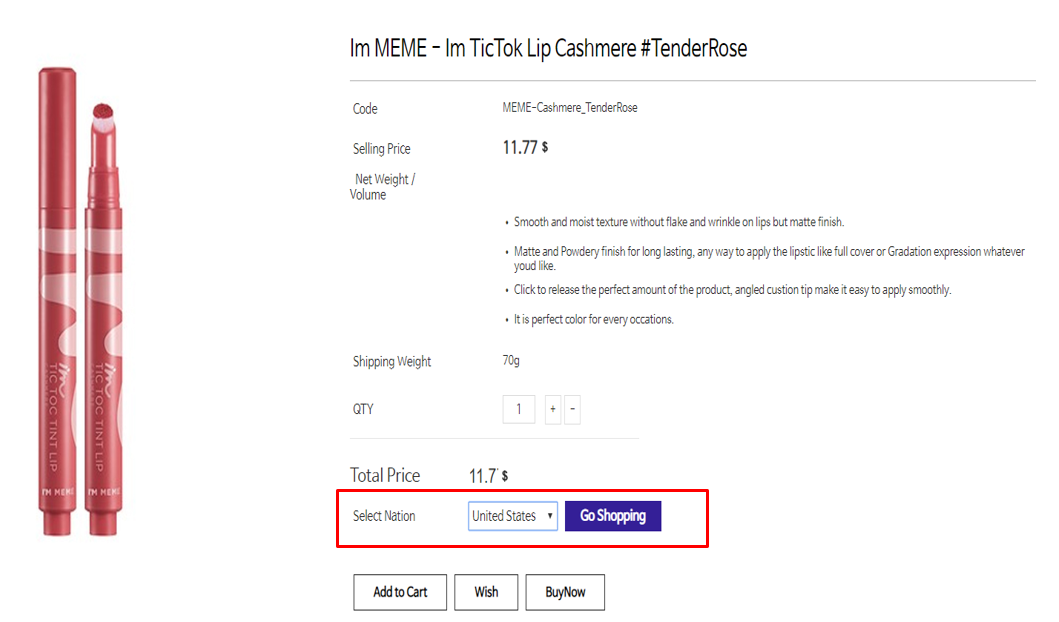 Im MEME - Im TicTok Lip Cashmere #TenderRose
Code
MEME-Cashmere_TenderRose
Selling Price
11.77 $
Net Weight /
Volume
• Smooth and moist texture without flake and wrinkle on lips but matte finish.
• Matte and Powdery finish for long lasting, any way to apply the lipstic like full cover or Gradation expression whatever
youd like.
• Click to release the perfect amount of the product, angled custion tip make it easy to apply smoothly.
• It is perfect color for every occations.
Shipping Weight
70g
QTY
1
+
-
Total Price
11.7 $
Select Nation
United States ▼
Go Shopping
Add to Cart
Wish
BuyNow
I'm
TIC TOC TINT LIP
I'M MEME
I'm
TIC TOC TINT LIP
I'M MEME